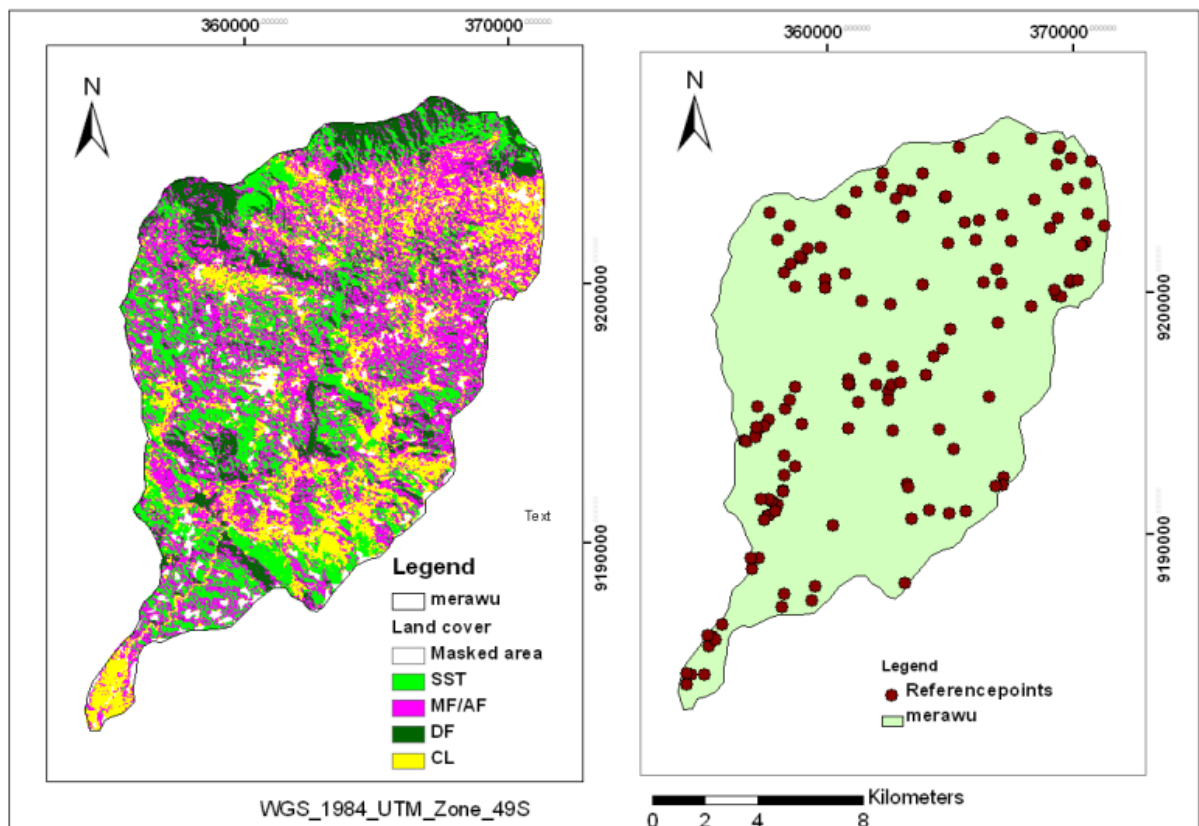 360000 370000
N
9200000
9190000
Text
Legend
merawu
Land cover
Masked area
SST
MF/AF
DF
CL
WGS_1984_UTM_Zone_49S
360000 370000
N
9200000
9190000
Legend
Referencepoints
merawu
Kilometers
0 2 4 8